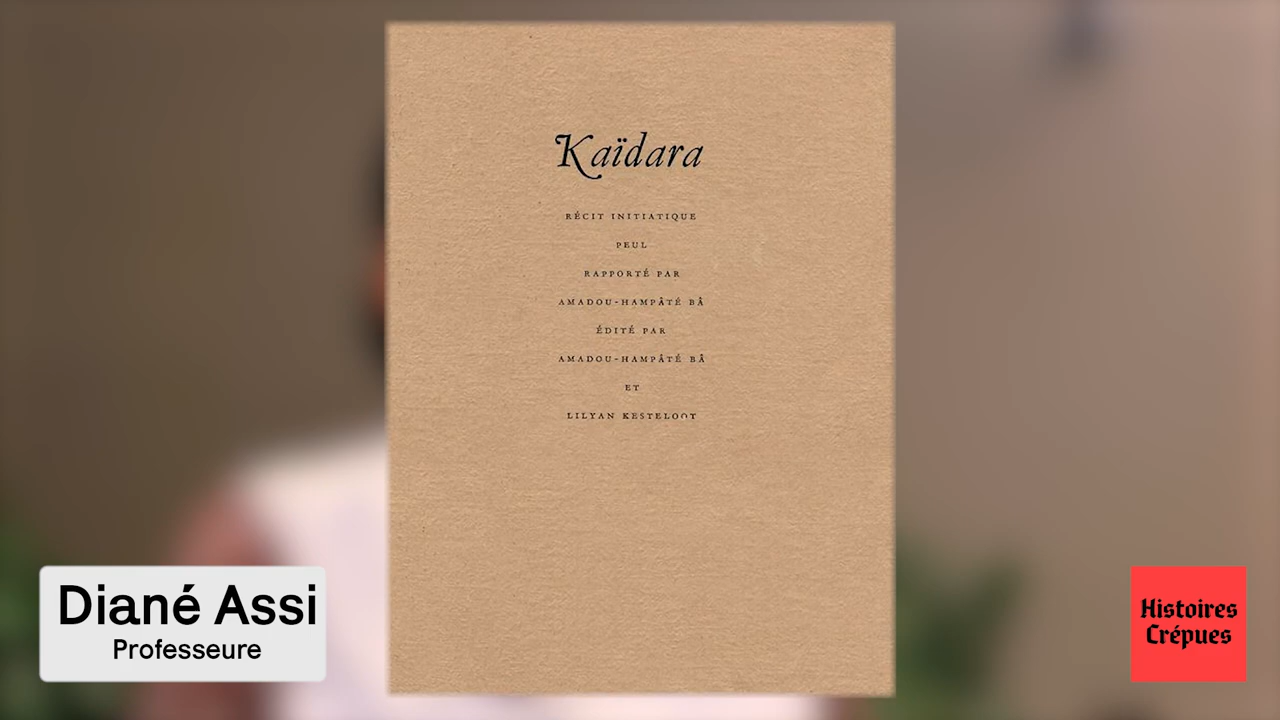 Kaïdara
RÉCIT INITIATIQUE
PEUL
RAPPORTÉ PAR
AMADOU-HAMPÂTÉ BÂ
ÉDITÉ PAR
AMADOU-HAMPÂTÉ BÂ
ET
LILYAN KESTELOOT
Diané Assi
Professeure
Histoires
Crépues